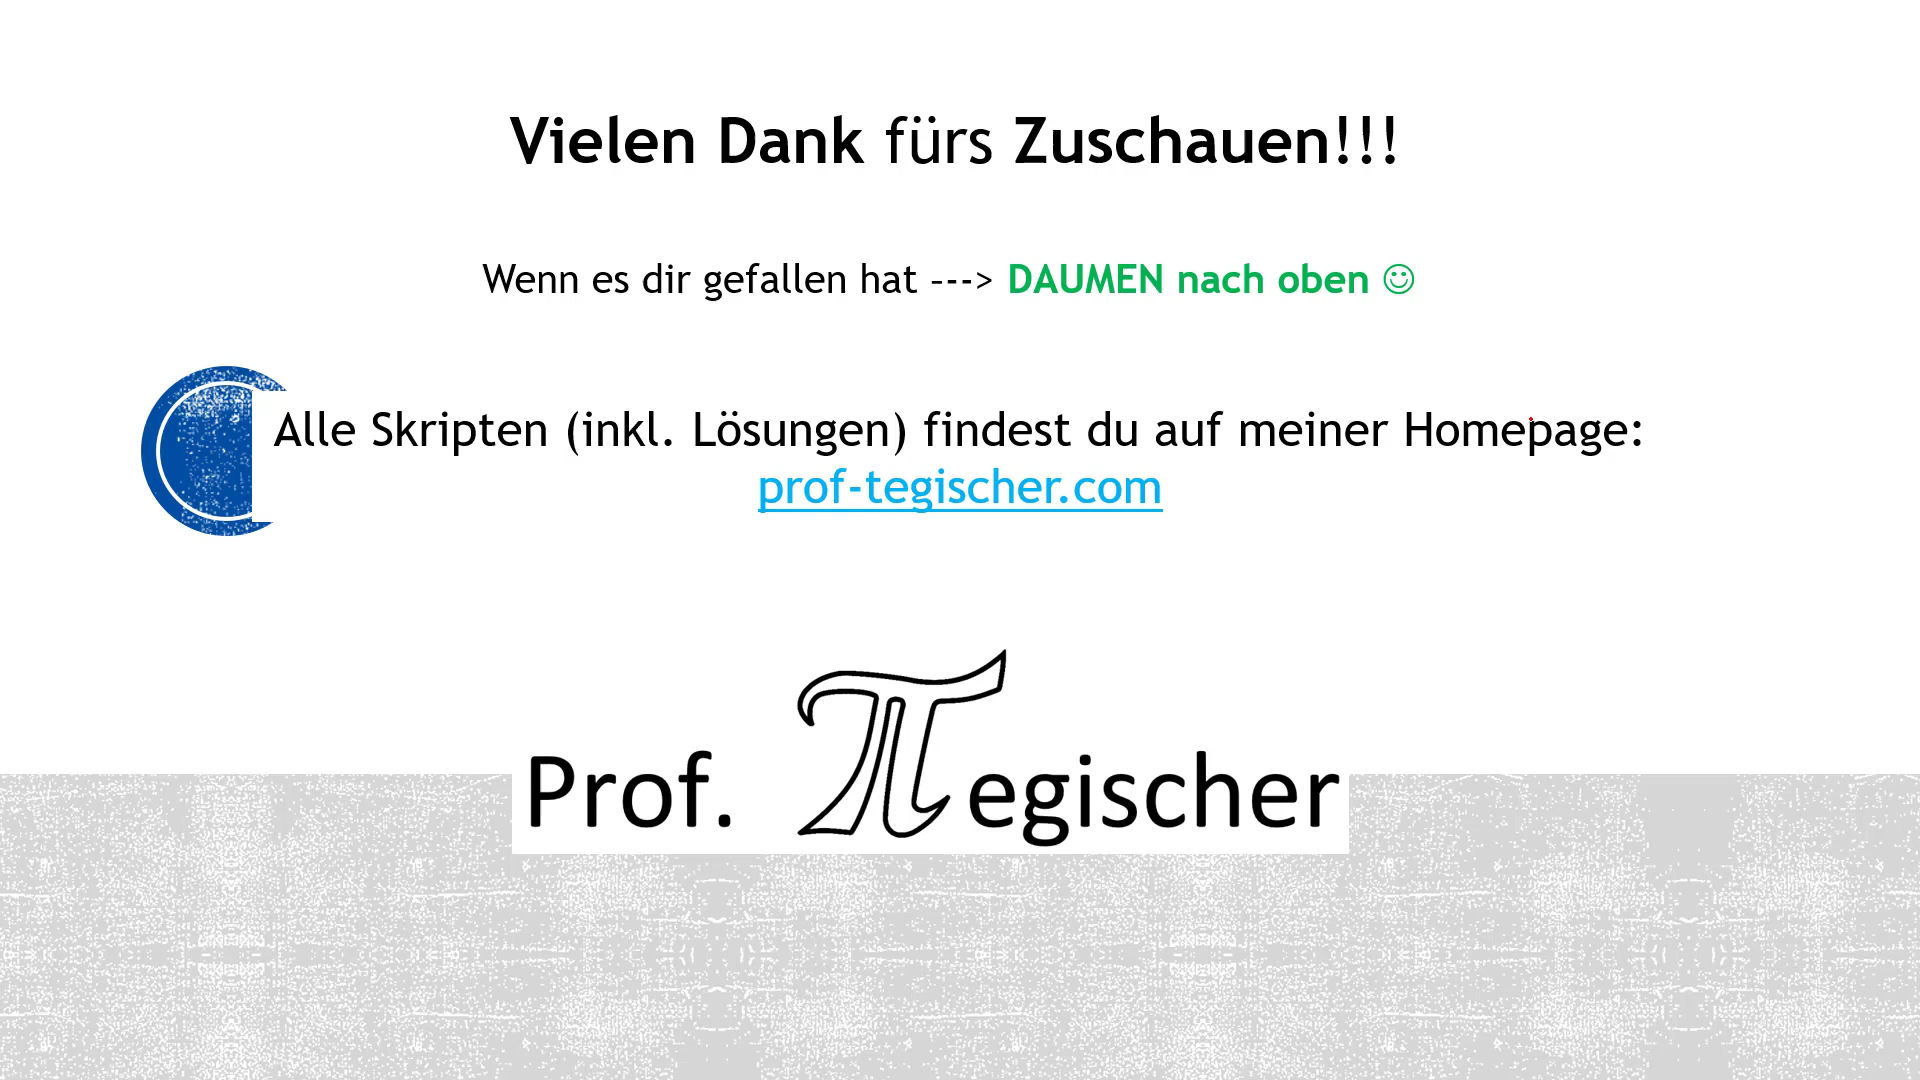 Vielen Dank fürs Zuschauen!!!
Wenn es dir gefallen hat ---> DAUMEN nach oben ☺
Alle Skripten (inkl. Lösungen) findest du auf meiner Homepage:
prof-tegischer.com
Prof. πegischer